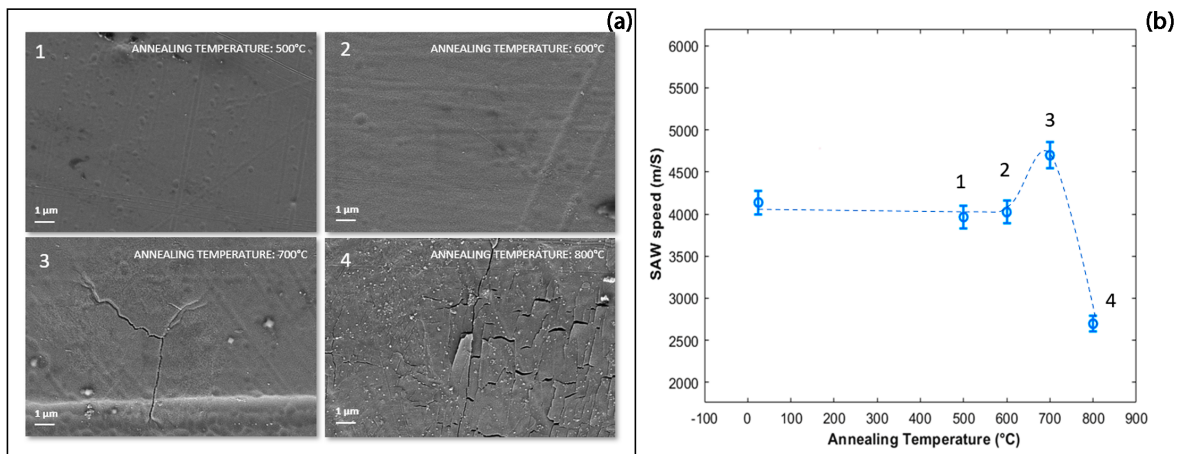 (a)
1
ANNEALING TEMPERATURE: 500°C
1 µm
2
ANNEALING TEMPERATURE: 600°C
1 µm
3
ANNEALING TEMPERATURE: 700°C
1 µm
4
ANNEALING TEMPERATURE: 800°C
1 µm
(b)
SAW speed (m/S)
6000
5500
5000
4500
4000
3500
3000
2500
2000
1
2
3
4
-100 0 100 200 300 400 500 600 700 800 900
Annealing Temperature (°C)